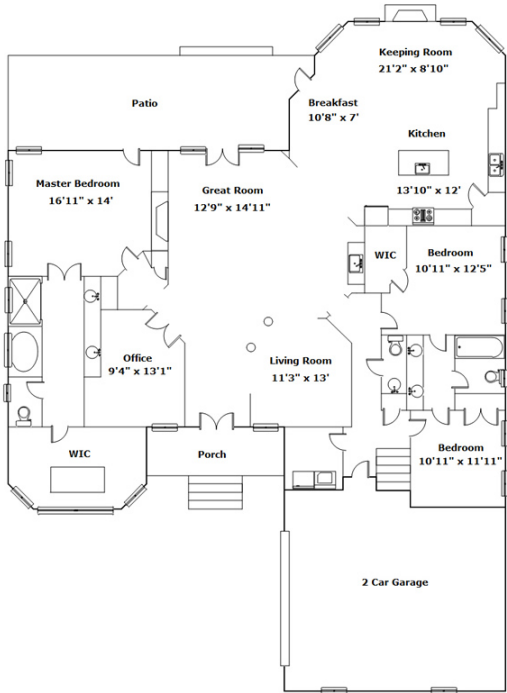 Keeping Room
21'2" x 8'10"
Patio
Breakfast
10'8" x 7'
Kitchen
13'10" x 12'
Master Bedroom
16'11" x 14'
Great Room
12'9" x 14'11"
WIC
Bedroom
10'11" x 12'5"
Office
9'4" x 13'1"
Living Room
11'3" x 13'
WIC
Porch
Bedroom
10'11" x 11'11"
2 Car Garage